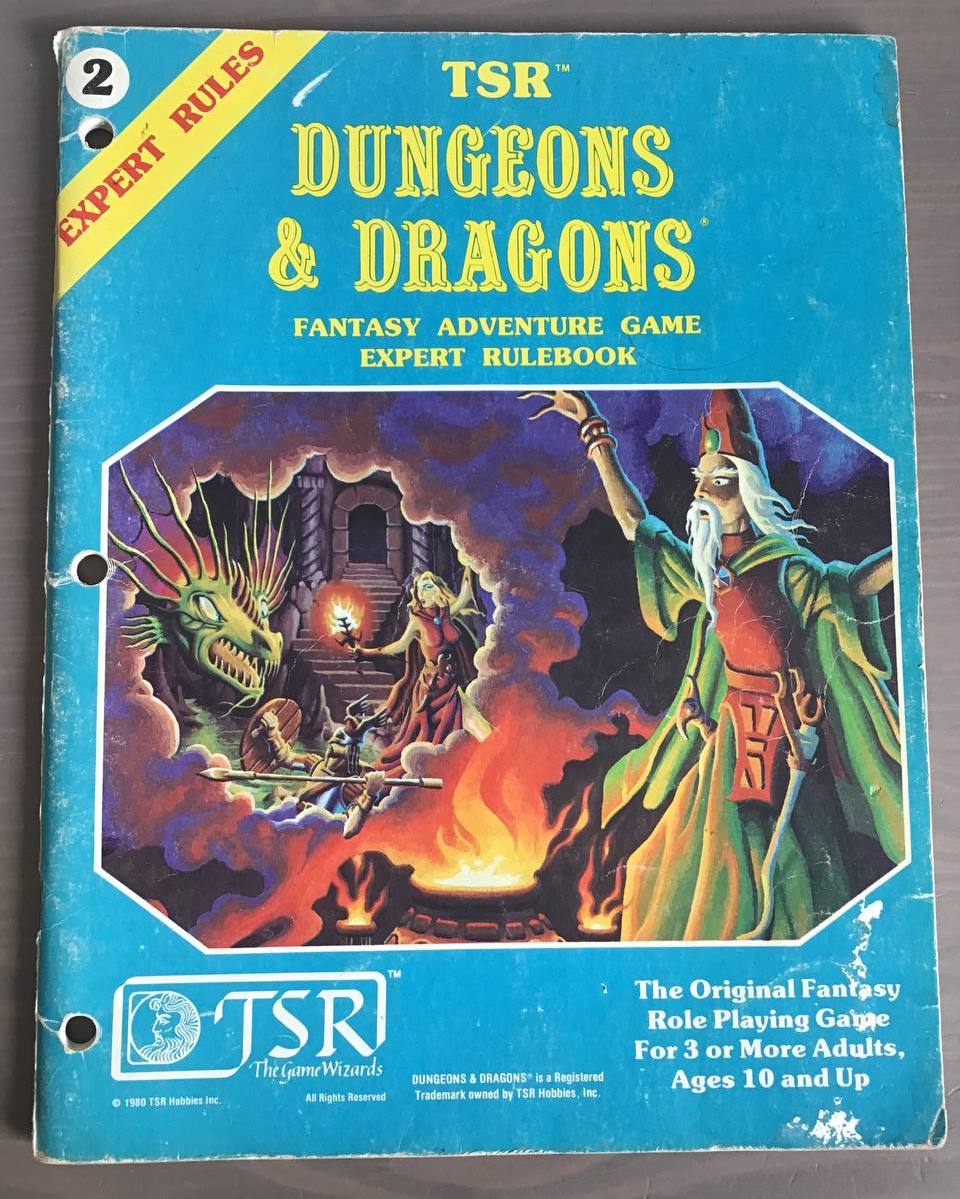 2
EXPERT RULES
TSR™
DUNGEONS
& DRAGONS®
FANTASY ADVENTURE GAME
EXPERT RULEBOOK
TSR™
The Game Wizards
© 1980 TSR Hobbies Inc.
All Rights Reserved
DUNGEONS & DRAGONS® is a Registered
Trademark owned by TSR Hobbies, Inc.
The Original Fantasy
Role Playing Game
For 3 or More Adults,
Ages 10 and Up